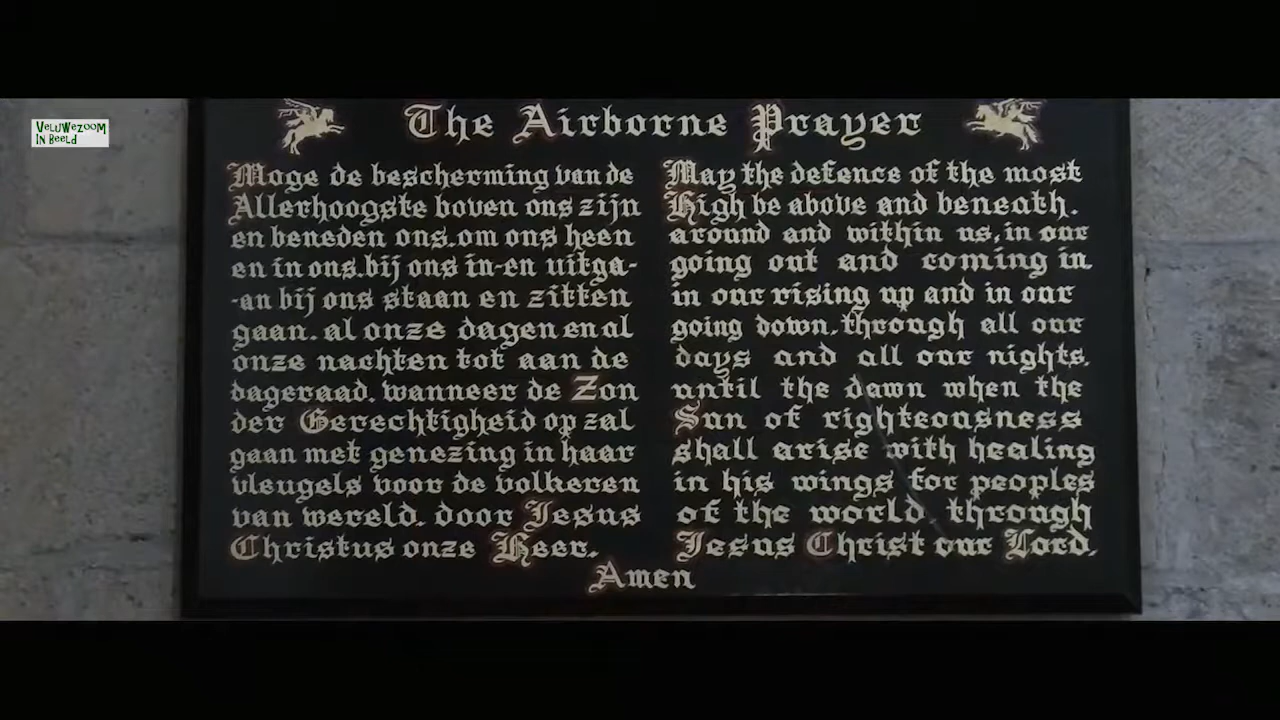 VeluWezoom
IN Beeld
The Airborne Prayer
Moge de bescherming van de
Allerhoogste boven ons zijn
en beneden ons. om ons heen
en in ons. bij ons in-en uitga-
-an bij ons staan en zitten
gaan. al onze dagen en al
onze nachten tot aan de
dageraad. wanneer de Zon
der Gerechtigheid op zal
gaan met genezing in haar
vleugels voor de volkeren
van wereld. door Jesus
Christus onze Heer.
May the defence of the most
High be above and beneath.
around and within us, in our
going out and coming in
in our rising up and in our
going down. through all our
days and all our nights.
until the dawn when the
Sun of righteousness
shall arise with healing
in his wings for peoples
of the world through
Jesus Christ our Lord.
Amen